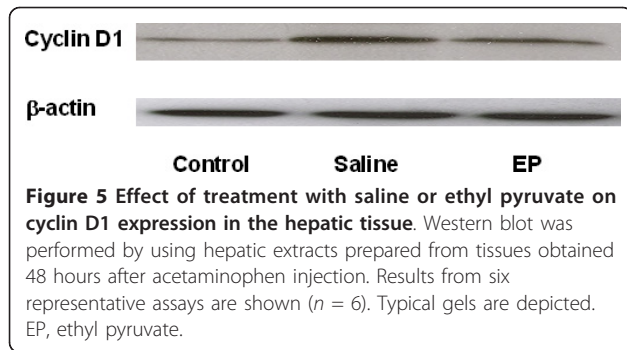 Cyclin D1
β-actin
Control Saline EP
Figure 5 Effect of treatment with saline or ethyl pyruvate on
cyclin D1 expression in the hepatic tissue. Western blot was
performed by using hepatic extracts prepared from tissues obtained
48 hours after acetaminophen injection. Results from six
representative assays are shown (n = 6). Typical gels are depicted.
EP, ethyl pyruvate.